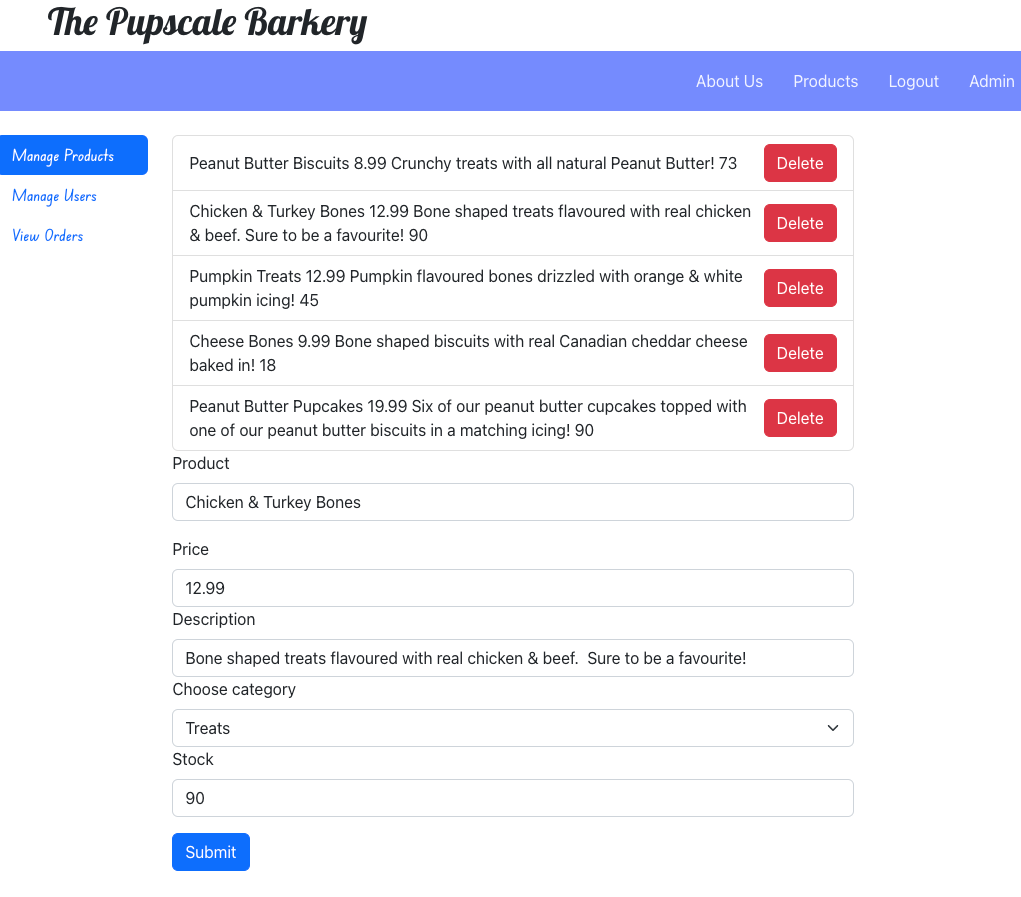 The Pupscale Barkery
About Us Products Logout Admin
Manage Products
Manage Users
View Orders
Peanut Butter Biscuits 8.99 Crunchy treats with all natural Peanut Butter! 73 Delete
Chicken & Turkey Bones 12.99 Bone shaped treats flavoured with real chicken
& beef. Sure to be a favourite! 90
Delete
Pumpkin Treats 12.99 Pumpkin flavoured bones drizzled with orange & white
pumpkin icing! 45
Delete
Cheese Bones 9.99 Bone shaped biscuits with real Canadian cheddar cheese
baked in! 18
Delete
Peanut Butter Pupcakes 19.99 Six of our peanut butter cupcakes topped with
one of our peanut butter biscuits in a matching icing! 90
Delete
Product
Chicken & Turkey Bones
Price
12.99
Description
Bone shaped treats flavoured with real chicken & beef.  Sure to be a favourite!
Choose category
Treats
Stock
90
Submit